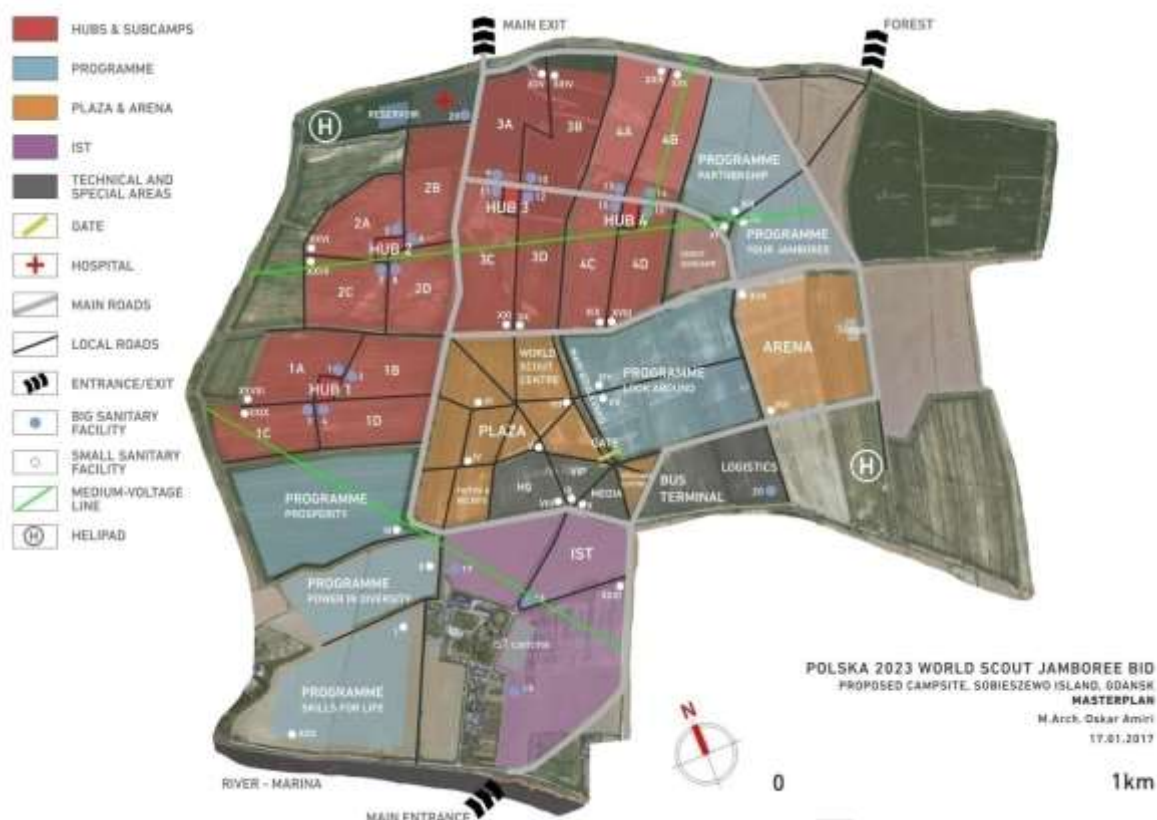 HUBS & SUBCAMPS
PROGRAMME
PLAZA & ARENA
IST
TECHNICAL AND
SPECIAL AREAS
GATE
HOSPITAL
MAIN ROADS
LOCAL ROADS
ENTRANCE/EXIT
BIG SANITARY
FACILITY
SMALL SANITARY
FACILITY
MEDIUM-VOLTAGE
LINE
H
HELIPAD
MAIN EXIT
FOREST
H
RESERVOIR
3A
3B
4A
4B
PROGRAMME
PARTNERSHIP
2B
2A
HUB 2
HUB 3
HUB 4
PROGRAMME
YOUR JAMBOREE
2C
2D
3C
3D
4C
4D
1A
1B
HUB 1
1C
1D
WORLD
SCOUT
CENTRE
PROGRAMME
LOOK AROUND
ARENA
PLAZA
GATE
HQ
VIP
MEDIA
BUS
TERMINAL
LOGISTICS
20
H
PROGRAMME
PROSPERITY
IST
PROGRAMME
POWER IN DIVERSITY
17
PROGRAMME
SKILLS FOR LIFE
RIVER - MARINA
MAIN ENTRANCE
N
0
1km
POLSKA 2023 WORLD SCOUT JAMBOREE BID
PROPOSED CAMPSITE, SOBIESZEWO ISLAND, GDANSK
MASTERPLAN
M.Arch. Oskar Amiri
17.01.2017